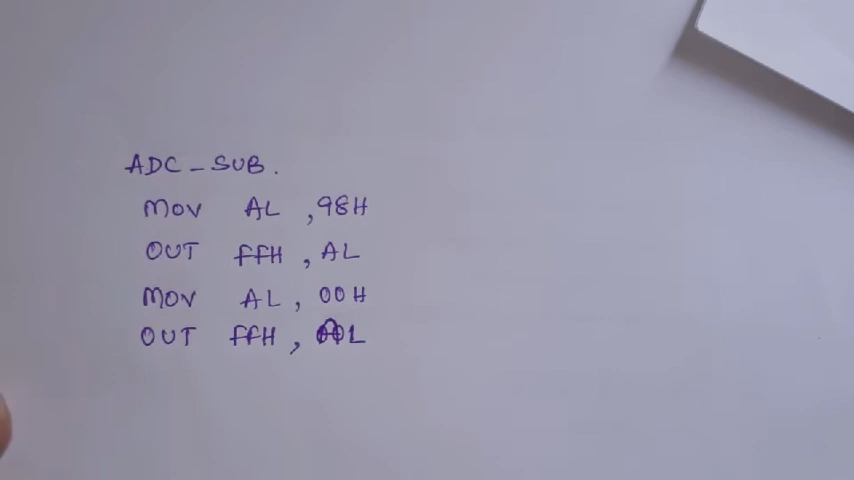 ADC-SUB.
MOV AL, 98H
OUT FFH, AL
MOV AL, 00H
OUT FFH, AL